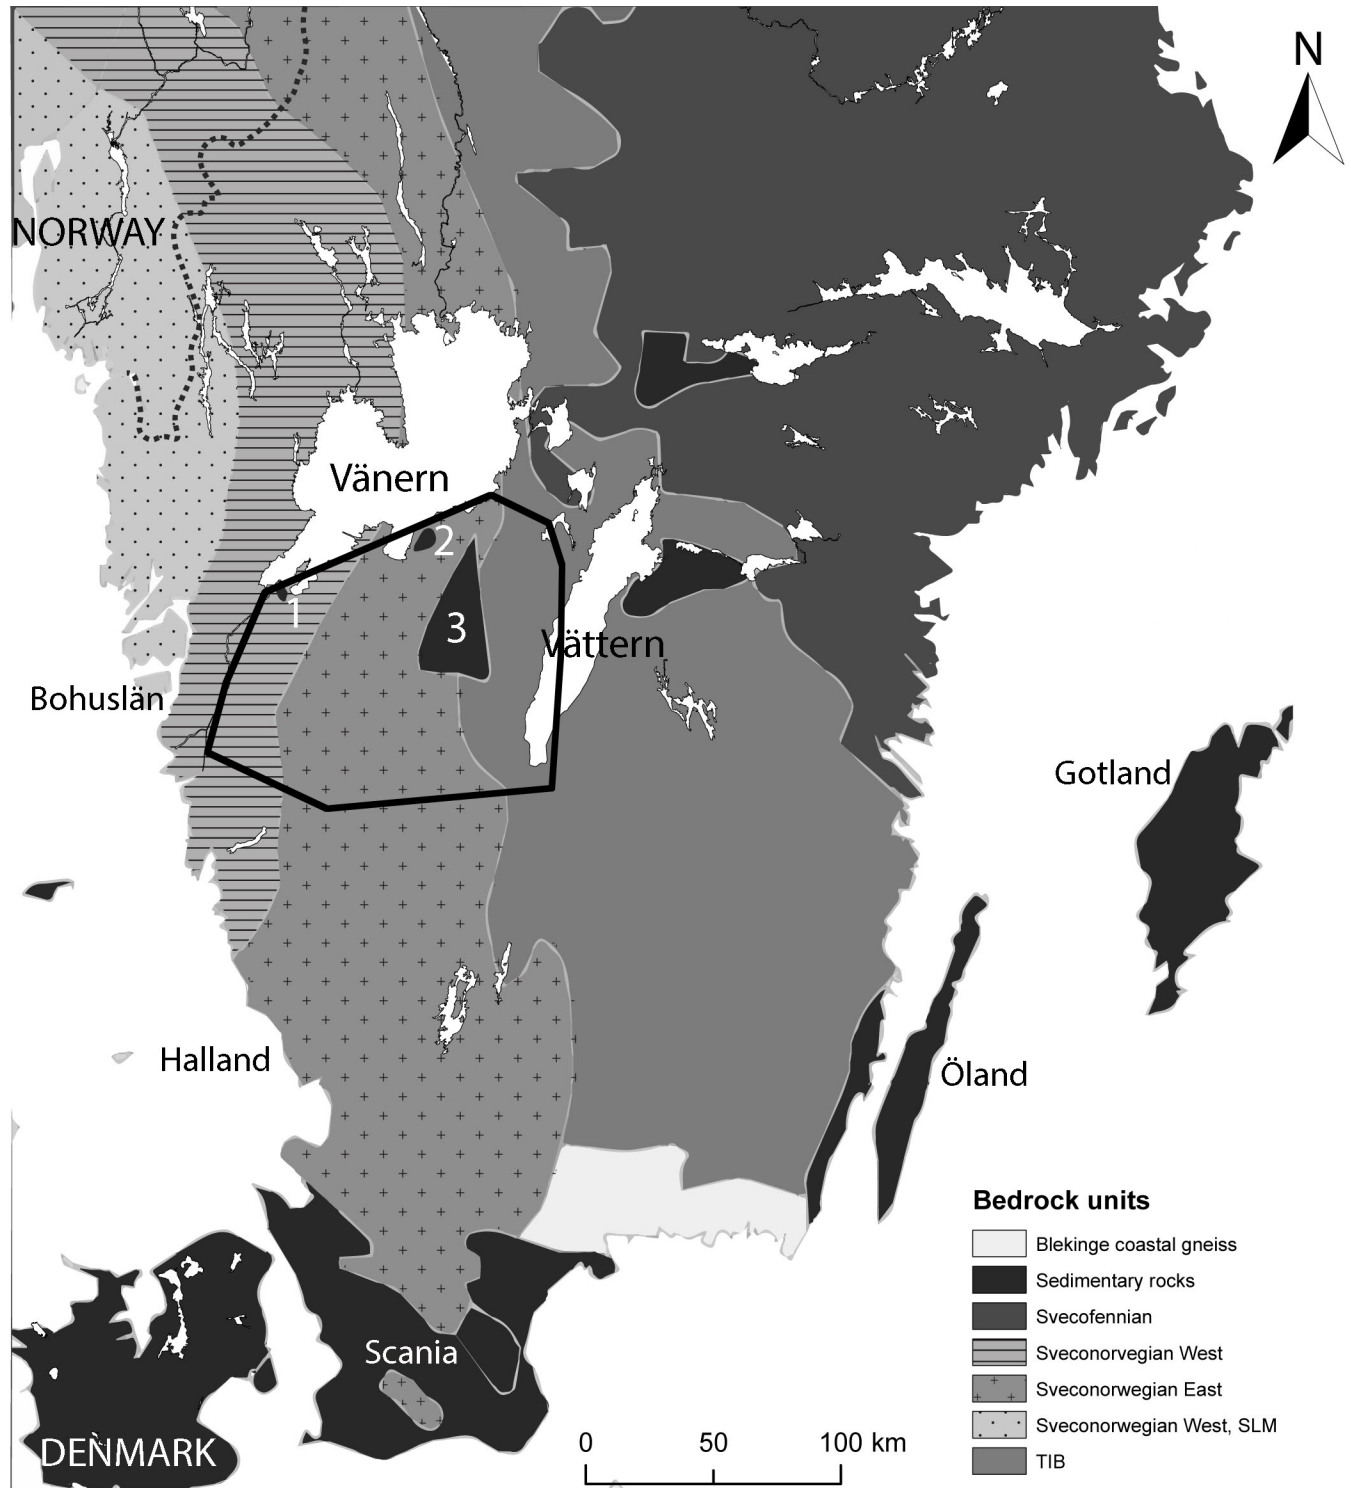 N
NORWAY
Vänern
2
1
3
Vättern
Bohuslän
Gotland
Halland
Öland
Scania
DENMARK
0 50 100 km
Bedrock units
Blekinge coastal gneiss
Sedimentary rocks
Svecofennian
Sveconorvegian West
Sveconorwegian East
Sveconorwegian West, SLM
TIB